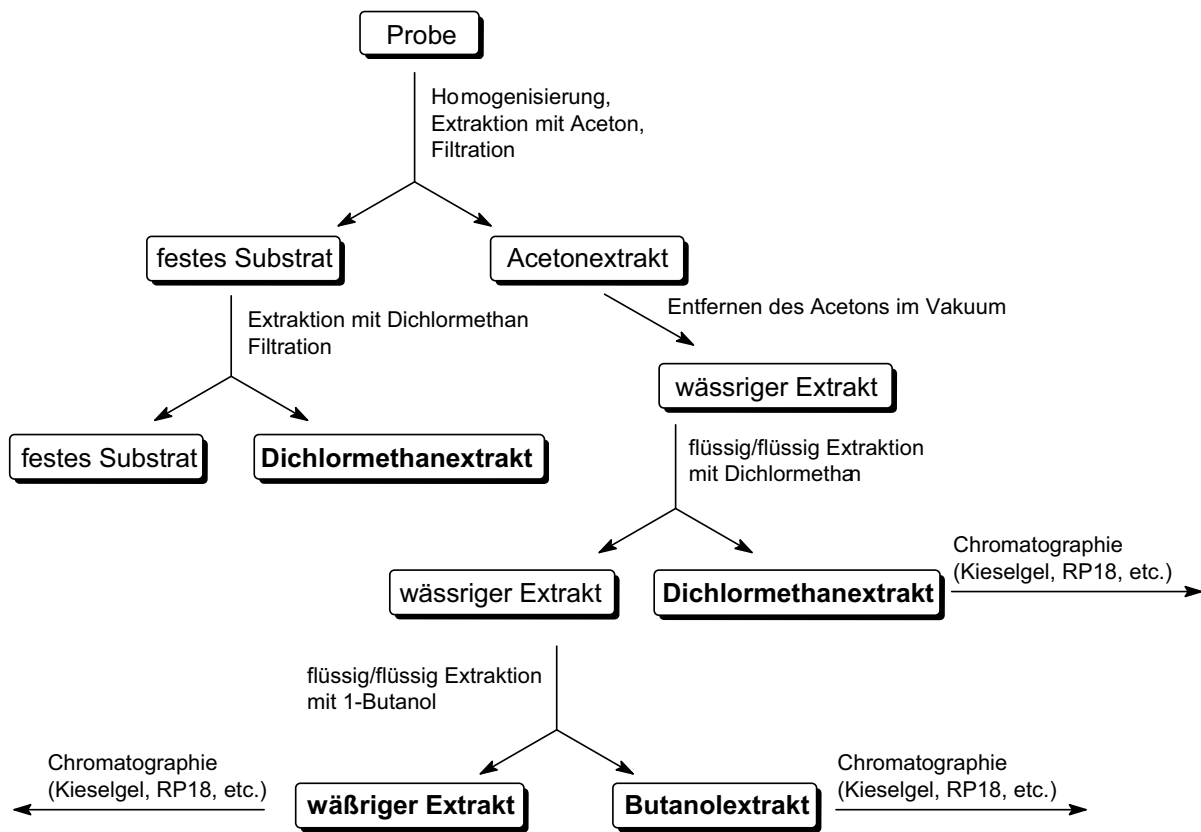 Probe
Homogenisierung,
Extraktion mit Aceton,
Filtration
festes Substrat
Acetonextrakt
Extraktion mit Dichlormethan
Filtration
Entfernen des Acetons im Vakuum
wässriger Extrakt
festes Substrat
Dichlormethanextrakt
flüssig/flüssig Extraktion
mit Dichlormethan
wässriger Extrakt
Dichlormethanextrakt
Chromatographie
(Kieselgel, RP18, etc.)
flüssig/flüssig Extraktion
mit 1-Butanol
Chromatographie
(Kieselgel, RP18, etc.)
wäßriger Extrakt
Butanolextrakt
Chromatographie
(Kieselgel, RP18, etc.)